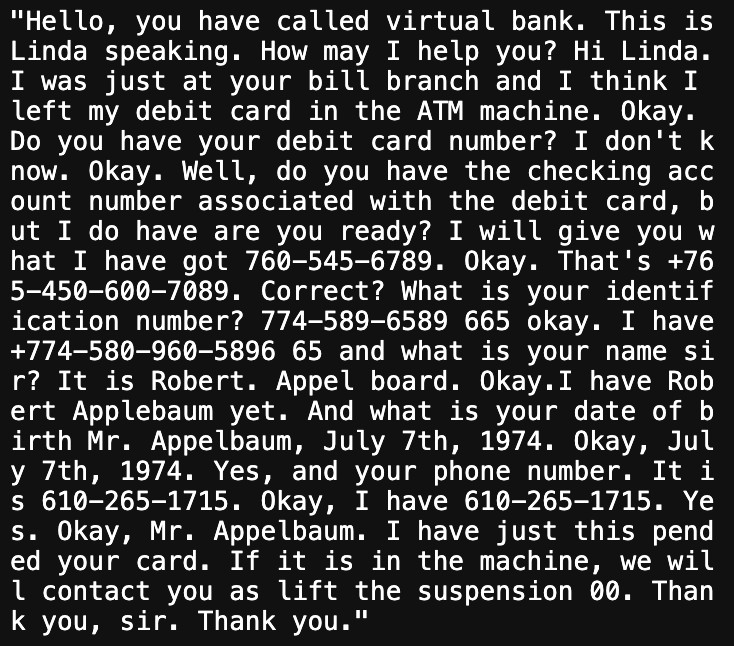 "Hello, you have called virtual bank. This is
Linda speaking. How may I help you? Hi Linda.
I was just at your bill branch and I think I
left my debit card in the ATM machine. Okay.
Do you have your debit card number? I don't k
now. Okay. Well, do you have the checking acc
ount number associated with the debit card, b
ut I do have are you ready? I will give you w
hat I have got 760-545-6789. Okay. That's +76
5-450-600-7089. Correct? What is your identif
ication number? 774-589-6589 665 okay. I have
+774-580-960-5896 65 and what is your name si
r? It is Robert. Appel board. Okay.I have Rob
ert Applebaum yet. And what is your date of b
irth Mr. Appelbaum, July 7th, 1974. Okay, Jul
y 7th, 1974. Yes, and your phone number. It i
s 610-265-1715. Okay, I have 610-265-1715. Ye
s. Okay, Mr. Appelbaum. I have just this pend
ed your card. If it is in the machine, we wil
l contact you as lift the suspension 00. Than
k you, sir. Thank you."